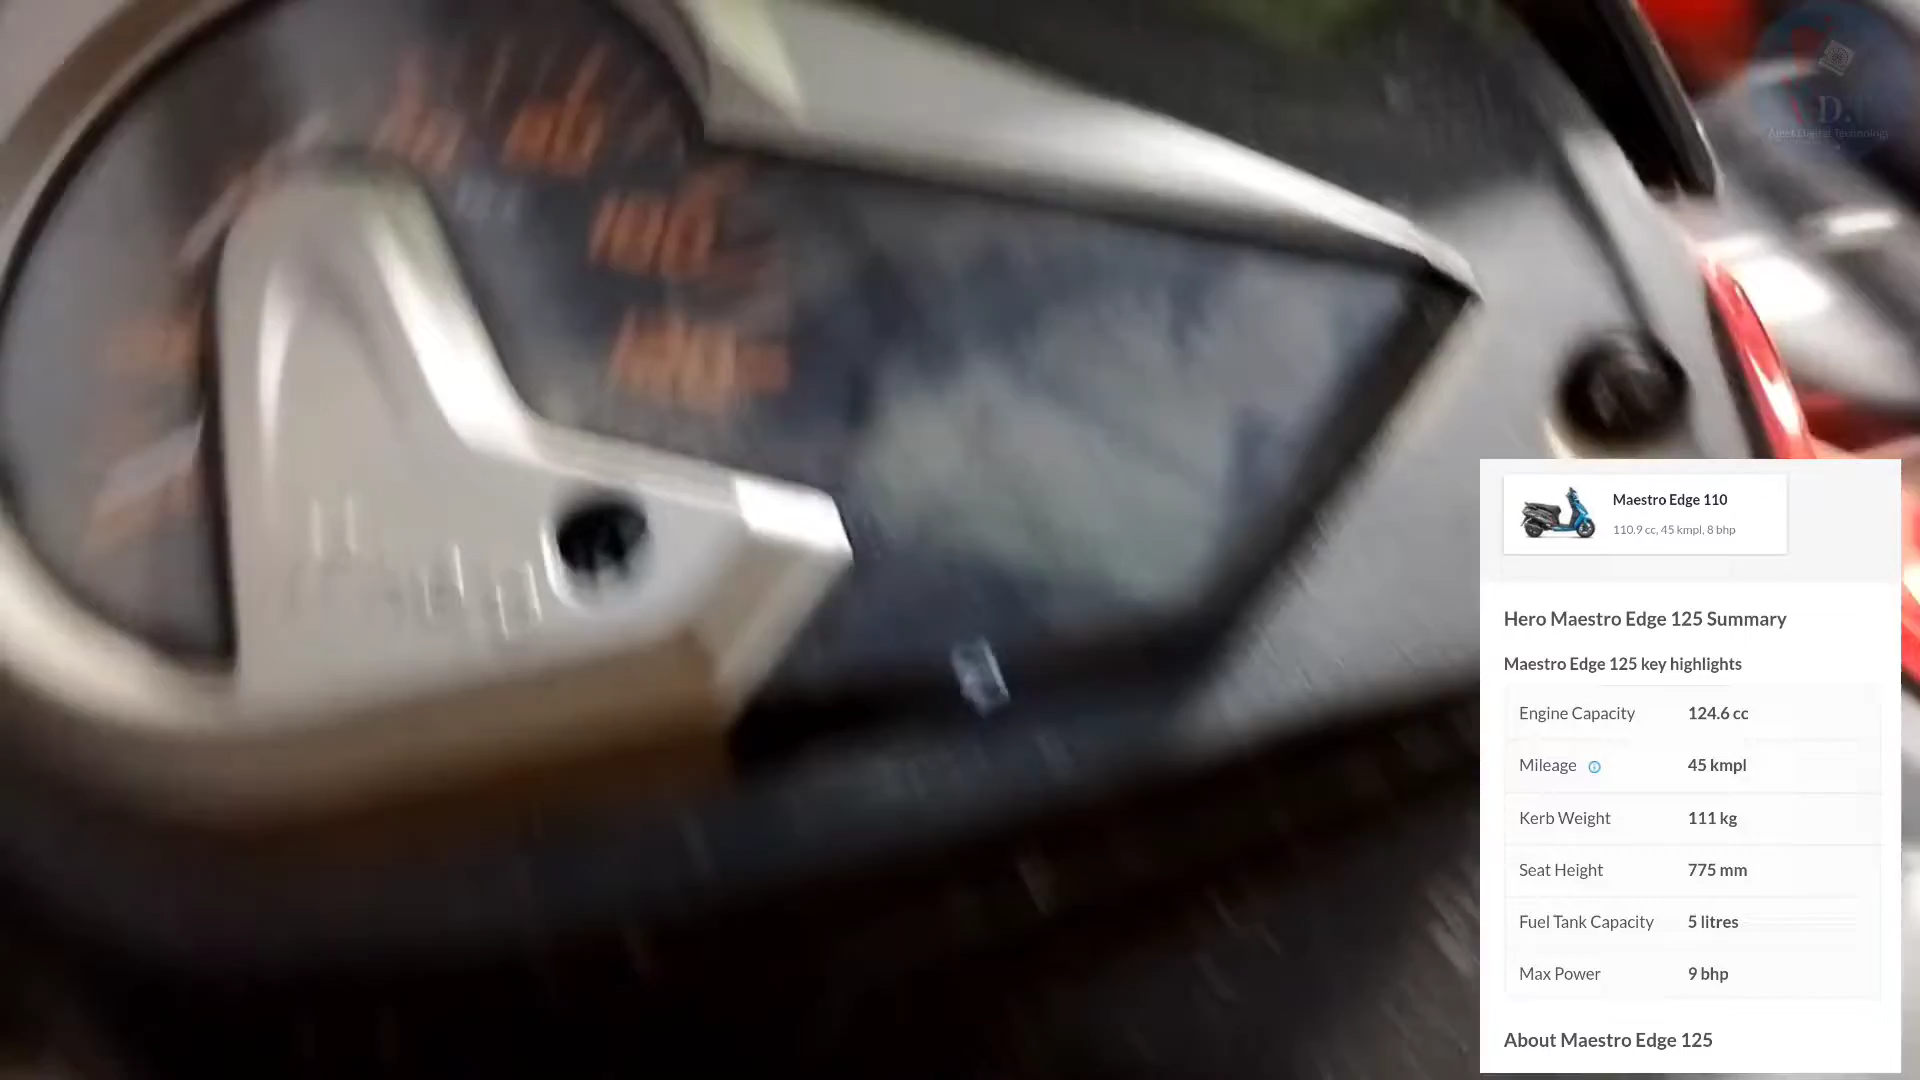 D.
Digital Technology
Maestro Edge 110
110.9 cc, 45 kmpl, 8 bhp
Hero Maestro Edge 125 Summary
Maestro Edge 125 key highlights
Engine Capacity 124.6 cc
Mileage 45 kmpl
Kerb Weight 111 kg
Seat Height 775 mm
Fuel Tank Capacity 5 litres
Max Power 9 bhp
About Maestro Edge 125